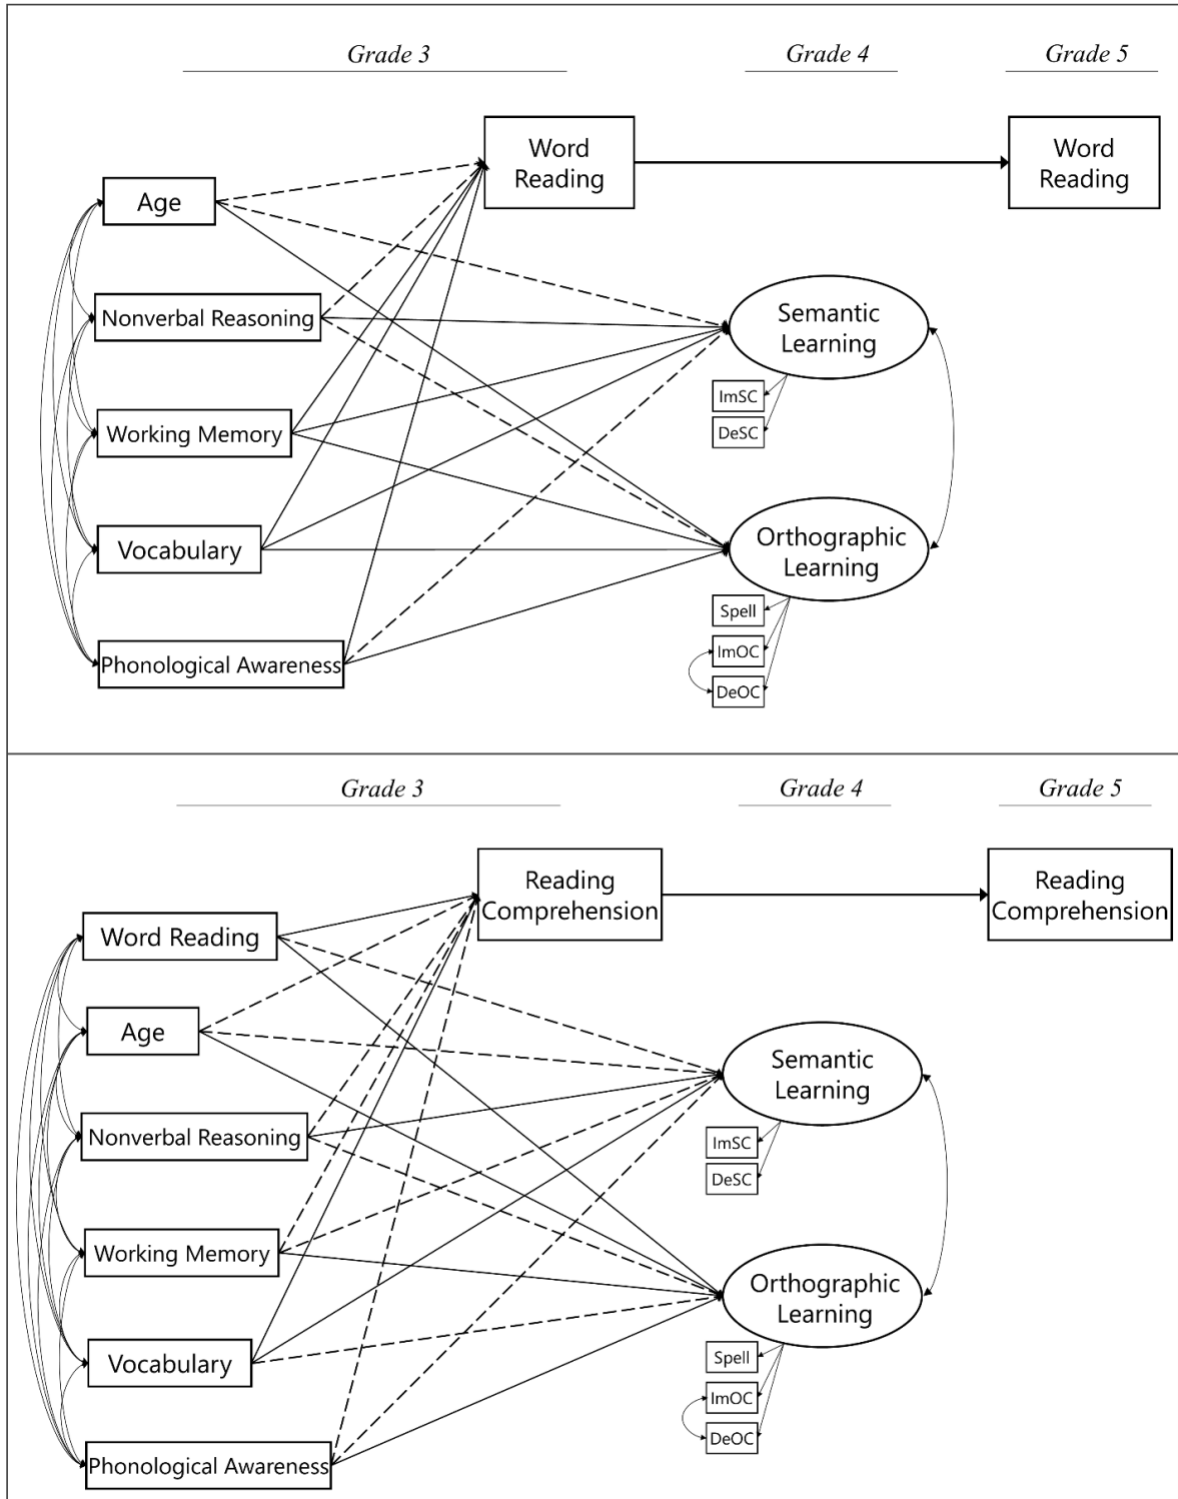 Grade 3
Grade 4
Grade 5
Word
Reading
Word
Reading
Age
Nonverbal Reasoning
Semantic
Learning
ImSC
DeSC
Working Memory
Vocabulary
Orthographic
Learning
Spell
ImOC
DeOC
Phonological Awareness
Grade 3
Grade 4
Grade 5
Reading
Comprehension
Reading
Comprehension
Word Reading
Age
Semantic
Learning
Nonverbal Reasoning
ImSC
DeSC
Working Memory
Orthographic
Learning
Vocabulary
Spell
ImOC
DeOC
Phonological Awareness